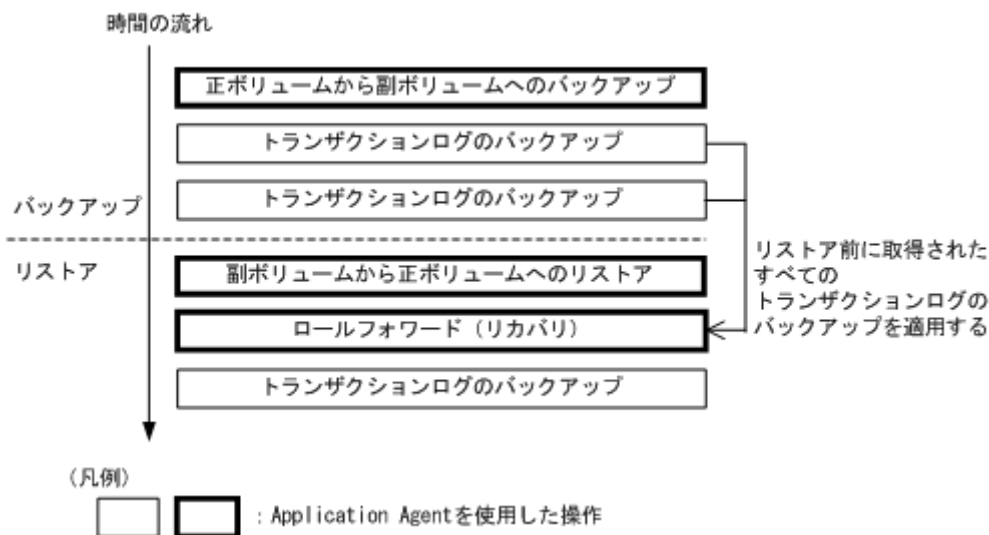 時間の流れ
正ボリュームから副ボリュームへのバックアップ
トランザクションログのバックアップ
トランザクションログのバックアップ
バックアップ
リストア
副ボリュームから正ボリュームへのリストア
リストア前に取得された
すべての
トランザクションログの
バックアップを適用する
ロールフォワード（リカバリ）
トランザクションログのバックアップ
（凡例）
：Application Agentを使用した操作